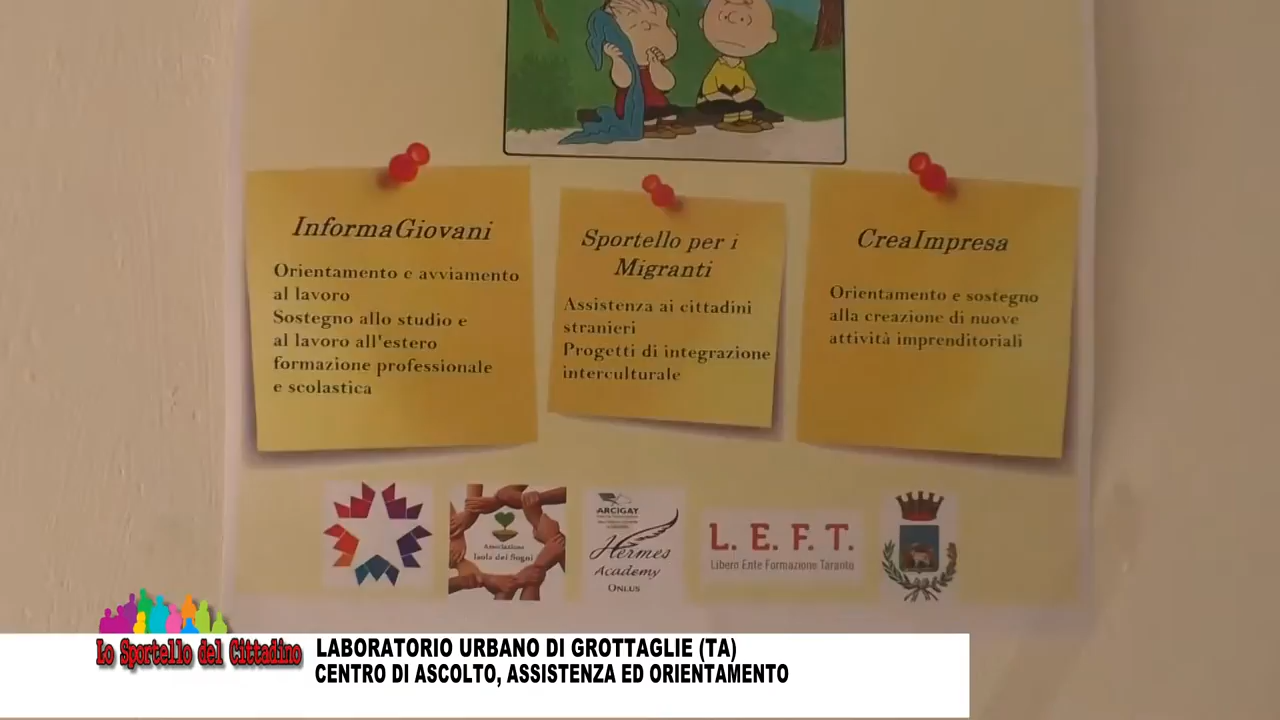 InformaGiovani
Orientamento e avviamento
al lavoro
Sostegno allo studio e
al lavoro all'estero
formazione professionale
e scolastica
Sportello per i
Migranti
Assistenza ai cittadini
stranieri
Progetti di integrazione
interculturale
CreaImpresa
Orientamento e sostegno
alla creazione di nuove
attività imprenditoriali
Associazione
Isola dei Sogni
ARCIGAY
Hermes
Academy
ONLUS
L. E. F. T.
Libero Ente Formazione Taranto
Lo Sportello del Cittadino
LABORATORIO URBANO DI GROTTAGLIE (TA)
CENTRO DI ASCOLTO, ASSISTENZA ED ORIENTAMENTO